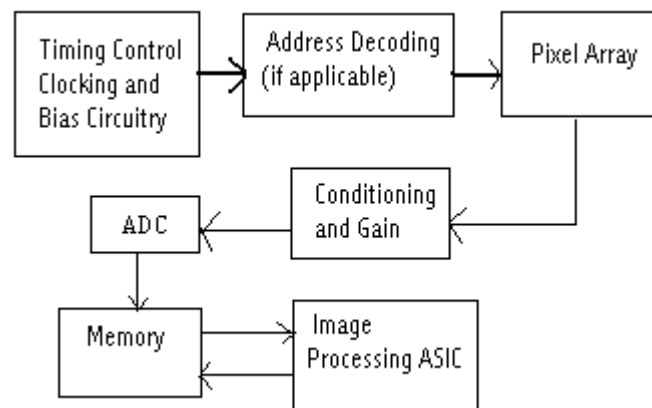 Timing Control
Clocking and
Bias Circuitry
Address Decoding
(if applicable)
Pixel Array
Conditioning
and Gain
ADC
Memory
Image
Processing ASIC